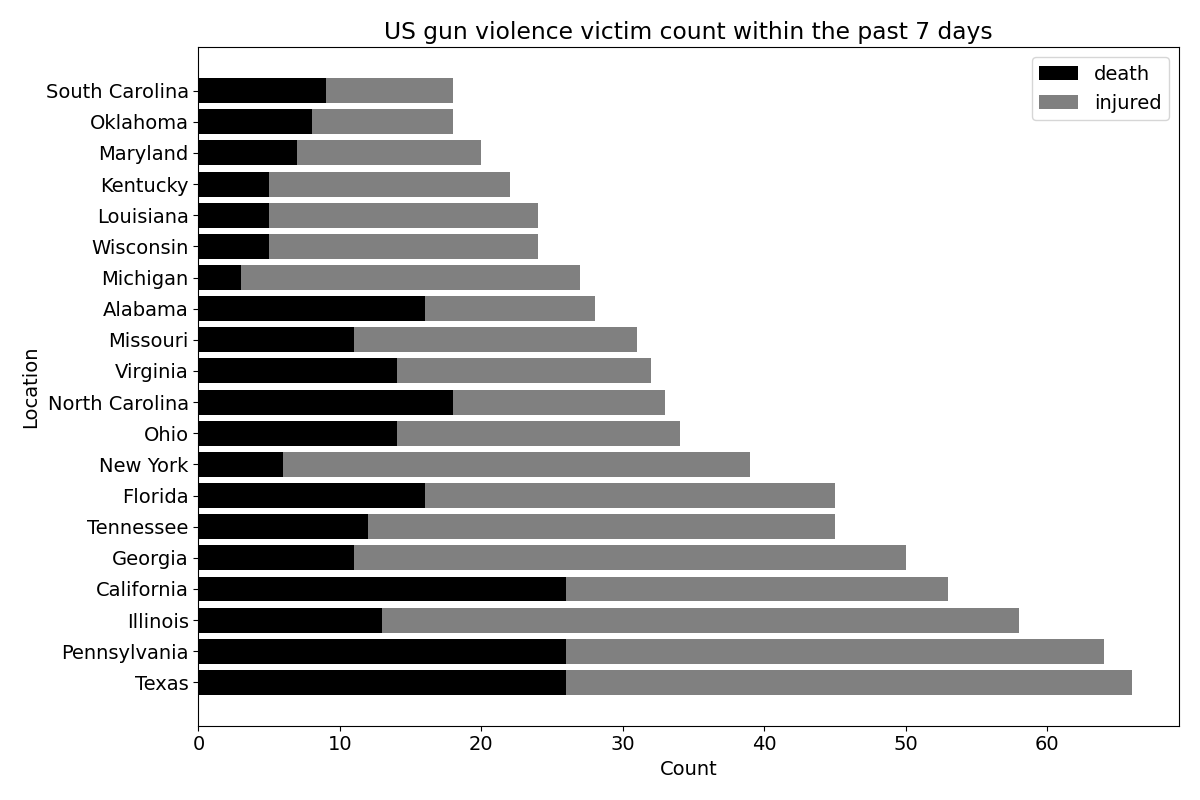 US gun violence victim count within the past 7 days
death
injured
South Carolina
Oklahoma
Maryland
Kentucky
Louisiana
Wisconsin
Michigan
Alabama
Missouri
Virginia
North Carolina
Ohio
New York
Florida
Tennessee
Georgia
California
Illinois
Pennsylvania
Texas
Location
0 10 20 30 40 50 60
Count